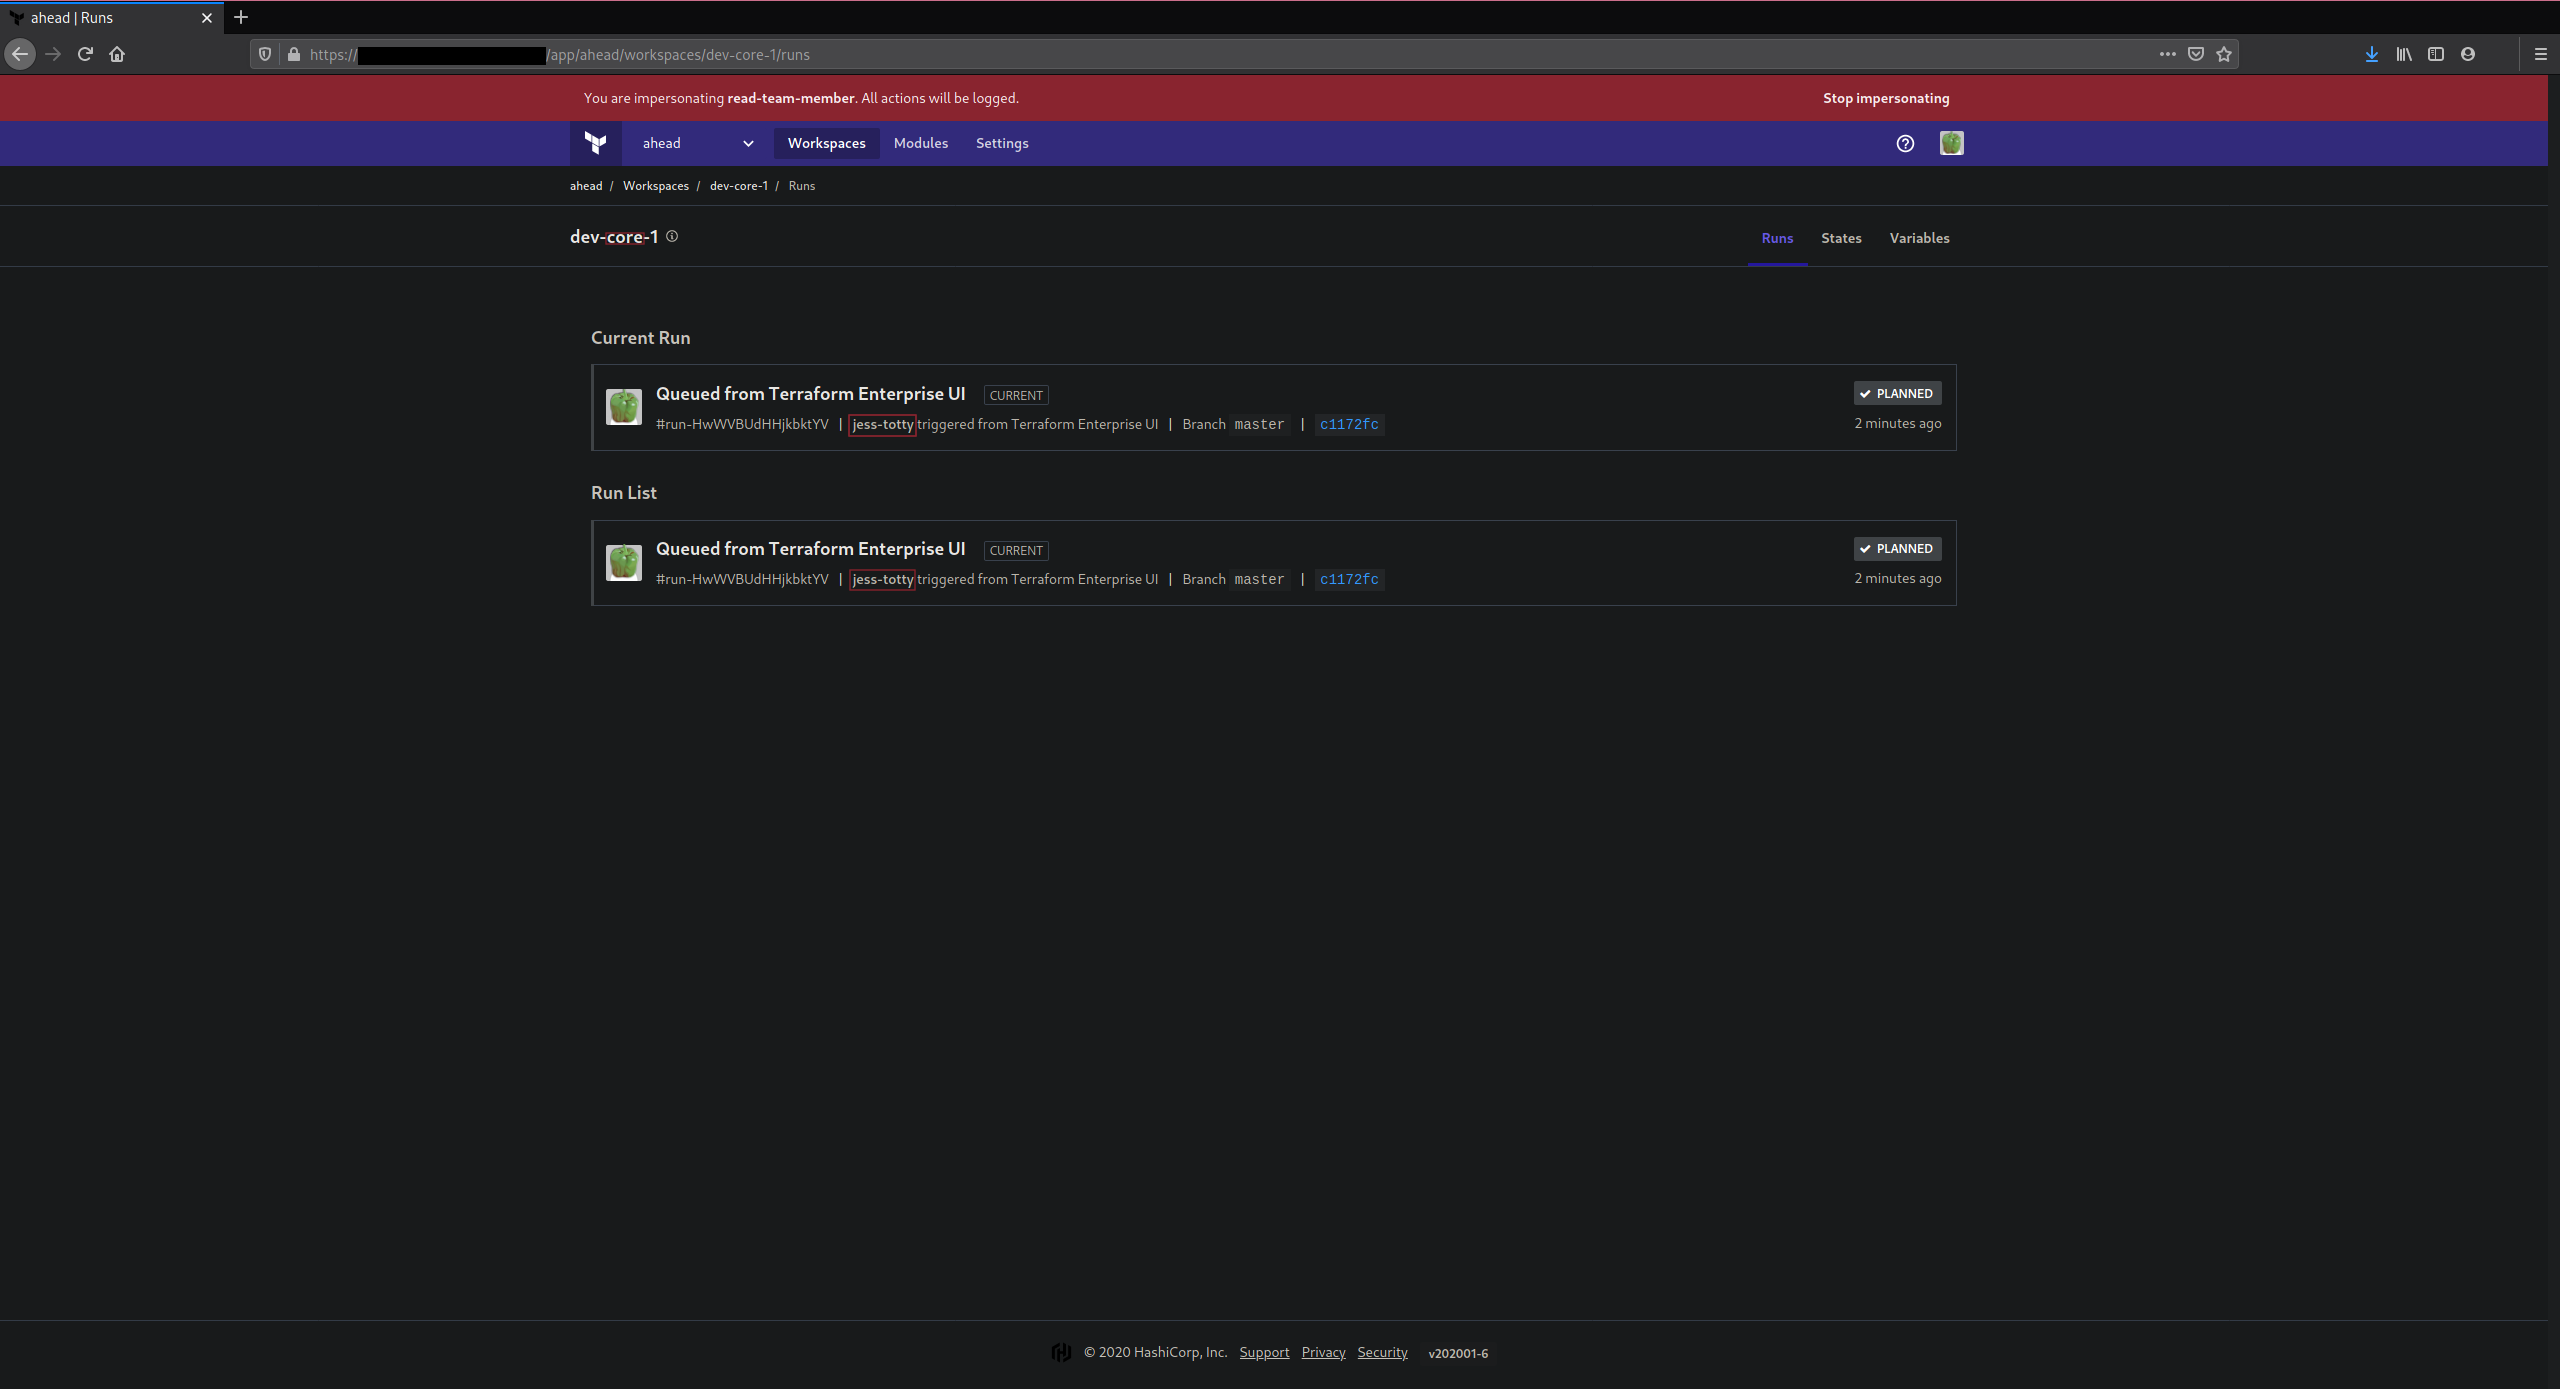 ahead | Runs
https:// /app/ahead/workspaces/dev-core-1/runs
You are impersonating read-team-member. All actions will be logged. Stop impersonating
ahead Workspaces Modules Settings
ahead / Workspaces / dev-core-1 / Runs
dev-core-1 Runs States Variables
Current Run
Queued from Terraform Enterprise UI CURRENT PLANNED
#run-HwWVBUdHHjkbktYV | jess-totty triggered from Terraform Enterprise UI | Branch master | c1172fc 2 minutes ago
Run List
Queued from Terraform Enterprise UI CURRENT PLANNED
#run-HwWVBUdHHjkbktYV | jess-totty triggered from Terraform Enterprise UI | Branch master | c1172fc 2 minutes ago
© 2020 HashiCorp, Inc. Support Privacy Security v202001-6